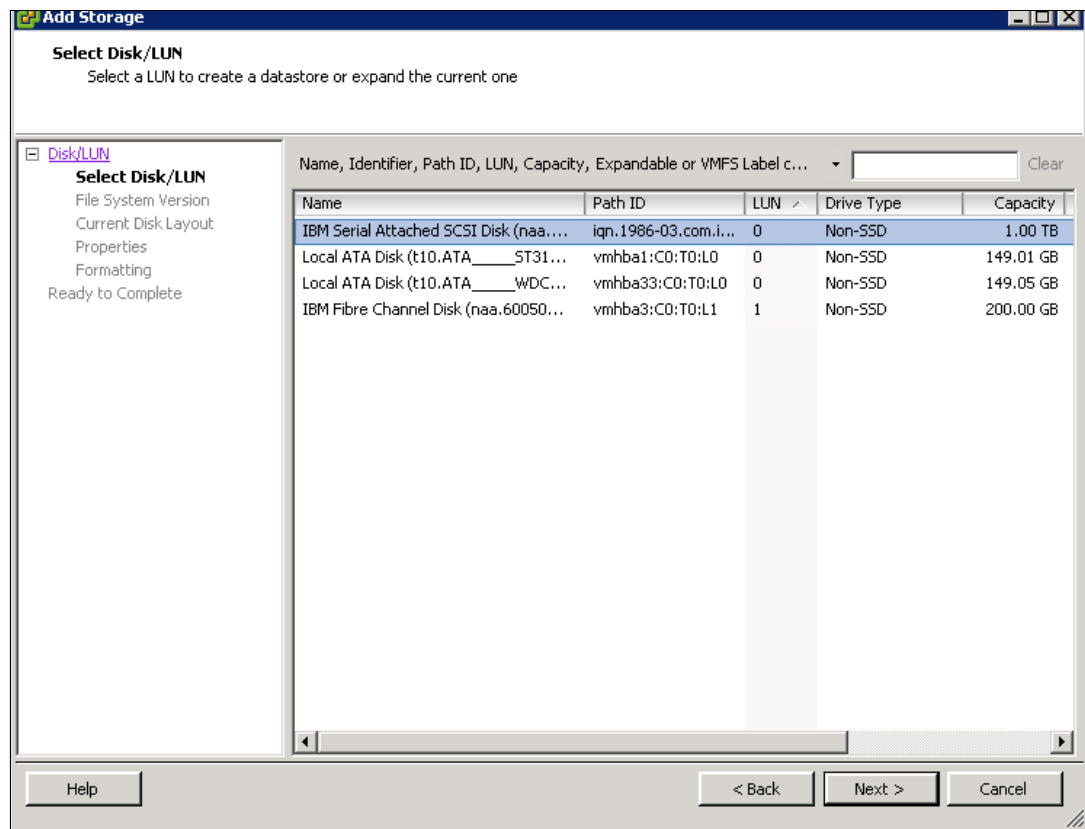 Add Storage
Select Disk/LUN
Select a LUN to create a datastore or expand the current one
Disk/LUN
Select Disk/LUN
File System Version
Current Disk Layout
Properties
Formatting
Ready to Complete
Name, Identifier, Path ID, LUN, Capacity, Expandable or VMFS Label c... Clear
Name Path ID LUN Drive Type Capacity
IBM Serial Attached SCSI Disk (naa.... iqn.1986-03.com.i... 0 Non-SSD 1.00 TB
Local ATA Disk (t10.ATA_____ST31... vmhba1:C0:T0:L0 0 Non-SSD 149.01 GB
Local ATA Disk (t10.ATA_____WDC... vmhba33:C0:T0:L0 0 Non-SSD 149.05 GB
IBM Fibre Channel Disk (naa.60050... vmhba3:C0:T0:L1 1 Non-SSD 200.00 GB
Help < Back Next > Cancel